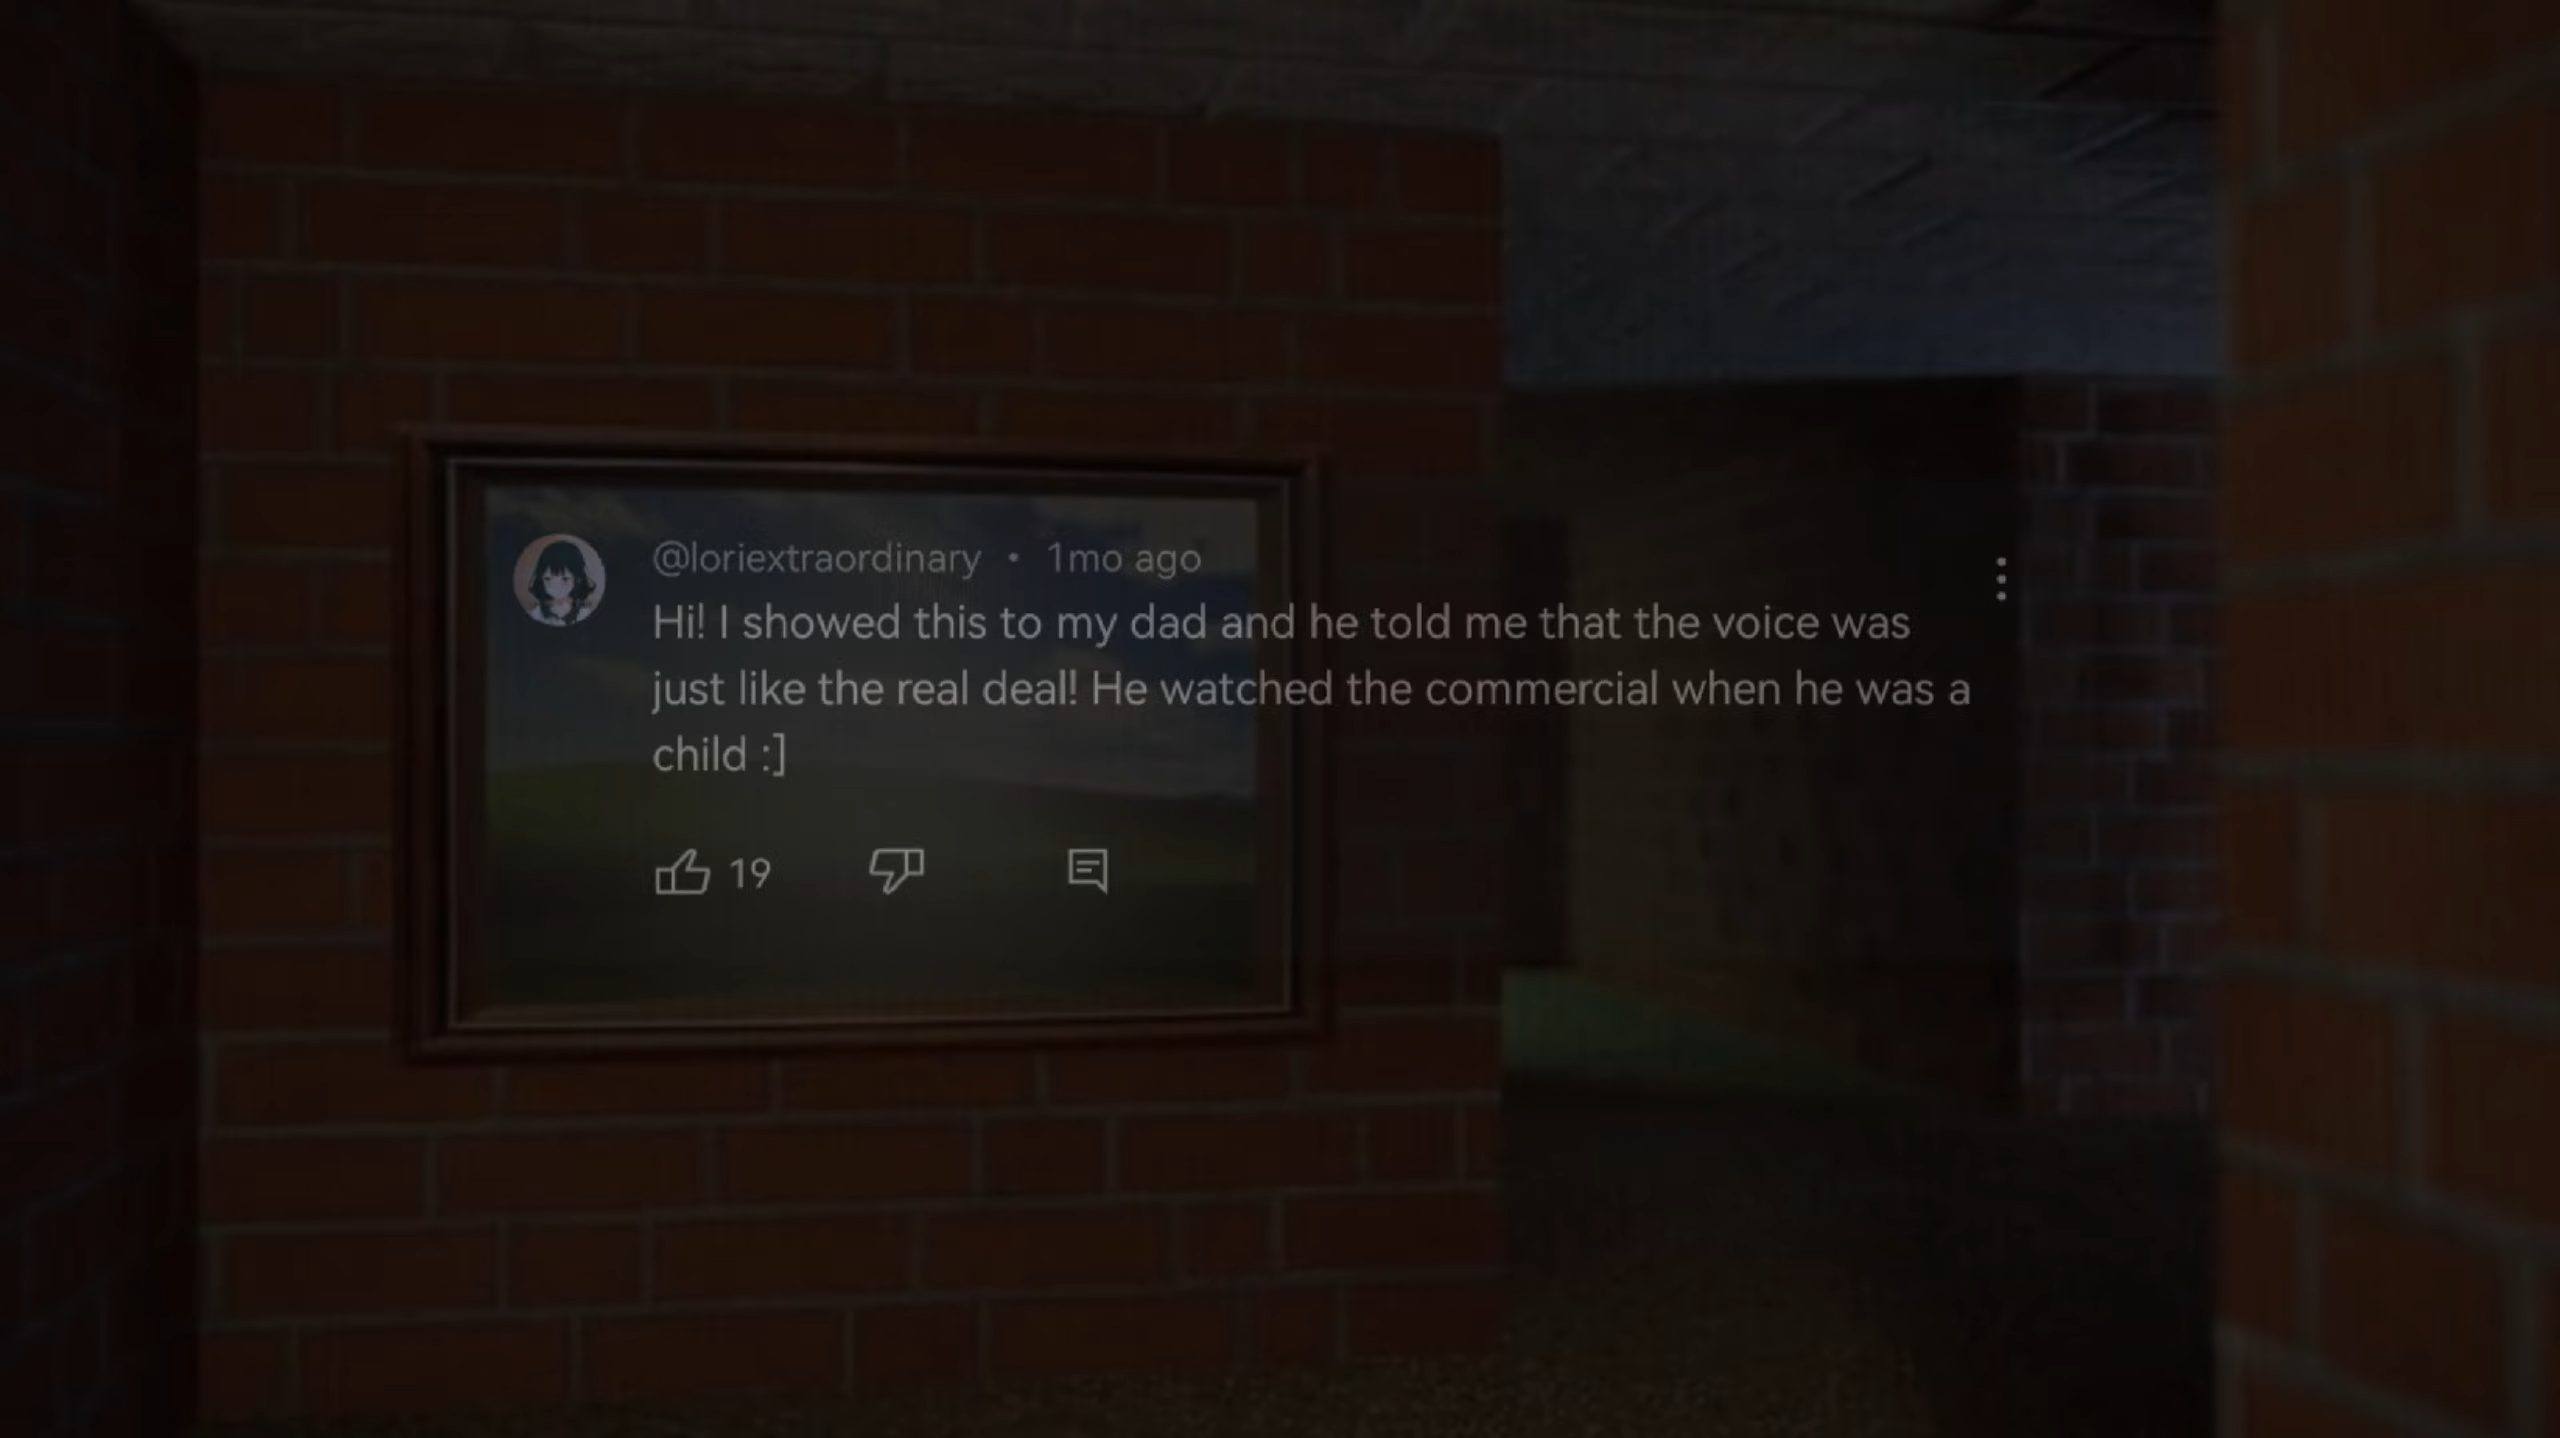 @loriextraordinary • 1mo ago
Hi! I showed this to my dad and he told me that the voice was
just like the real deal! He watched the commercial when he was a
child :]
19